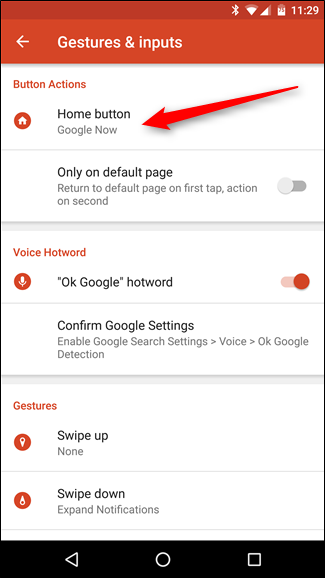 11:29
Gestures & inputs
Button Actions
Home button
Google Now
Only on default page
Return to default page on first tap, action
on second
Voice Hotword
"Ok Google" hotword
Confirm Google Settings
Enable Google Search Settings > Voice > Ok Google
Detection
Gestures
Swipe up
None
Swipe down
Expand Notifications